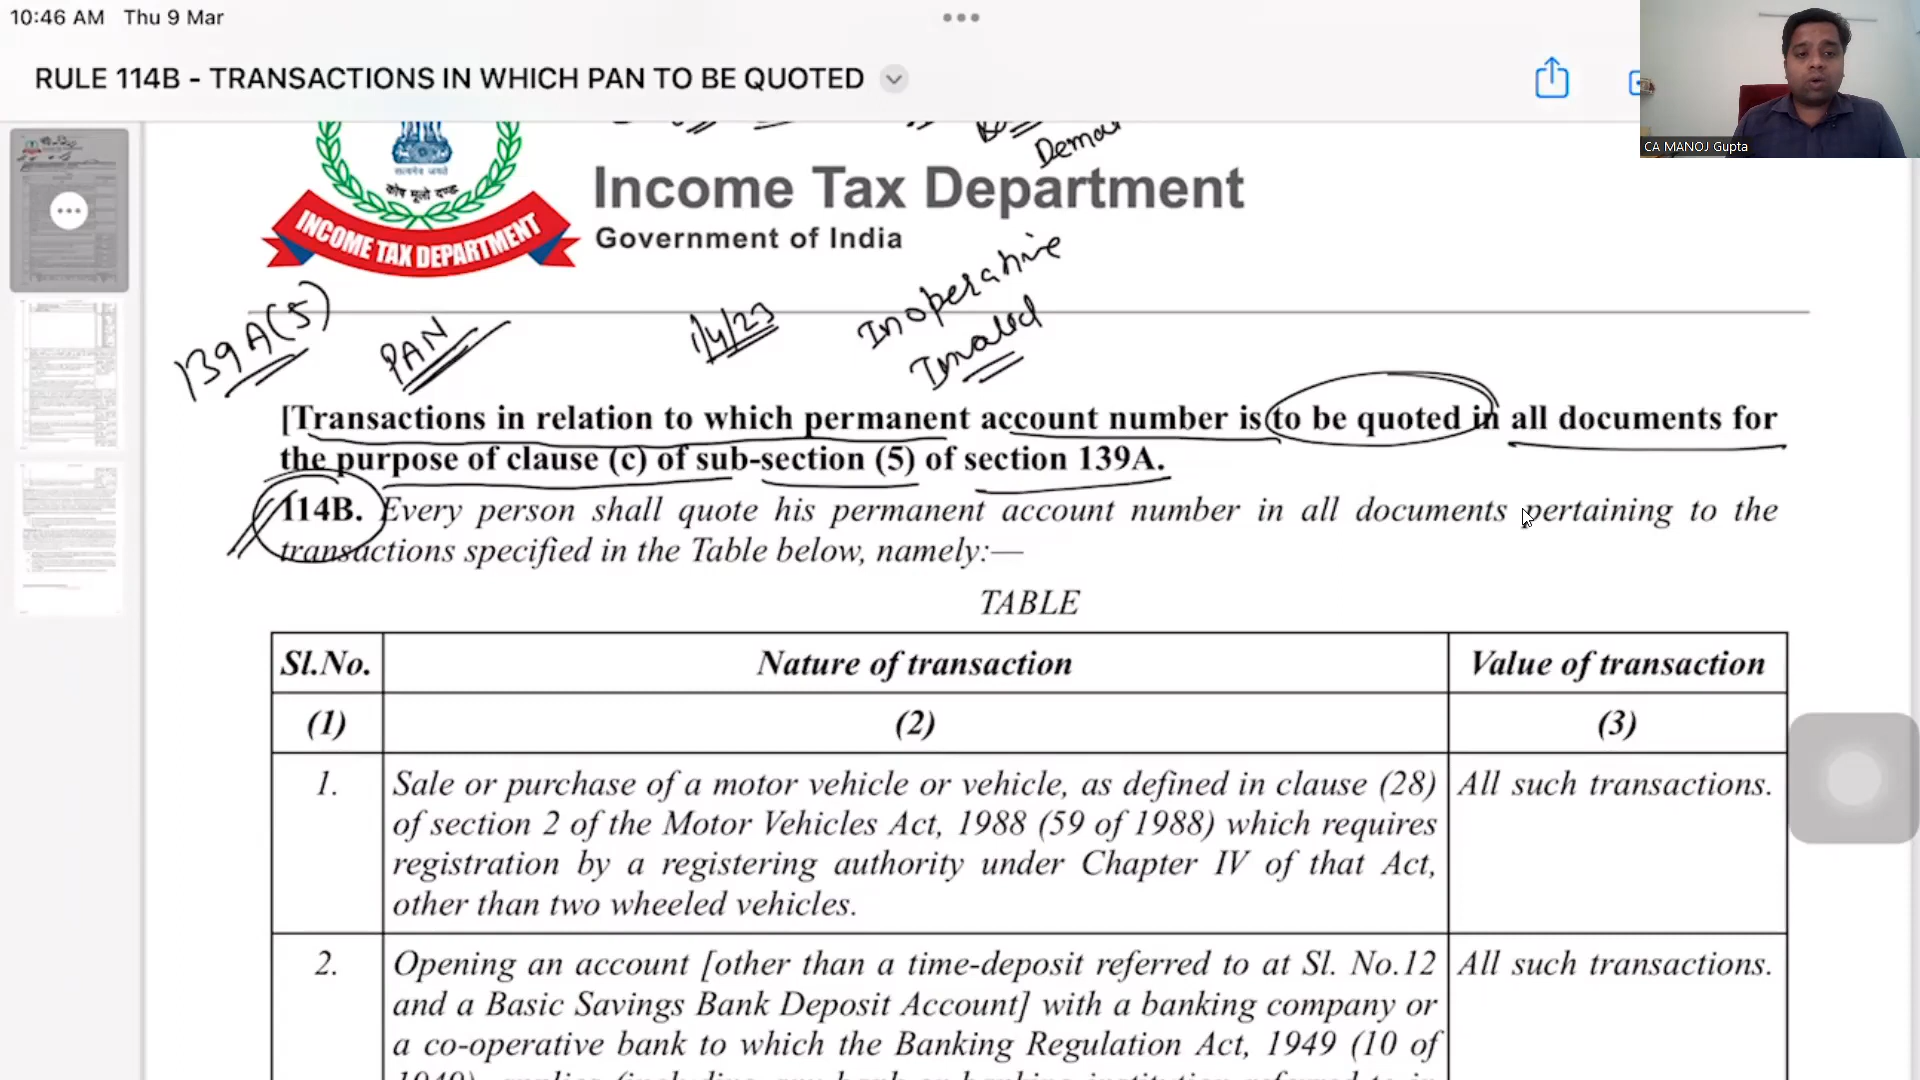 10:46 AM Thu 9 Mar
RULE 114B - TRANSACTIONS IN WHICH PAN TO BE QUOTED
CA MANOJ Gupta
सत्यमेव जयते
कोष मूलो दण्ड
INCOME TAX DEPARTMENT
Income Tax Department
Government of India
139A(5)
PAN
1/4/23
Inoperative
[Transactions in relation to which permanent account number is to be quoted in all documents for
the purpose of clause (c) of sub-section (5) of section 139A.
114B. Every person shall quote his permanent account number in all documents pertaining to the
transactions specified in the Table below, namely:—
TABLE
Sl.No. Nature of transaction Value of transaction
(1) (2) (3)
1. Sale or purchase of a motor vehicle or vehicle, as defined in clause (28) All such transactions.
of section 2 of the Motor Vehicles Act, 1988 (59 of 1988) which requires
registration by a registering authority under Chapter IV of that Act,
other than two wheeled vehicles.
2. Opening an account [other than a time-deposit referred to at Sl. No.12 All such transactions.
and a Basic Savings Bank Deposit Account] with a banking company or
a co-operative bank to which the Banking Regulation Act, 1949 (10 of